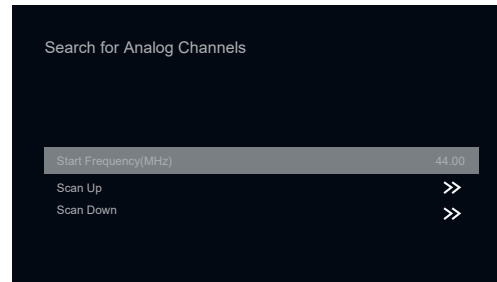 Search for Analog Channels
Start Frequency(MHz) 44.00
Scan Up
Scan Down